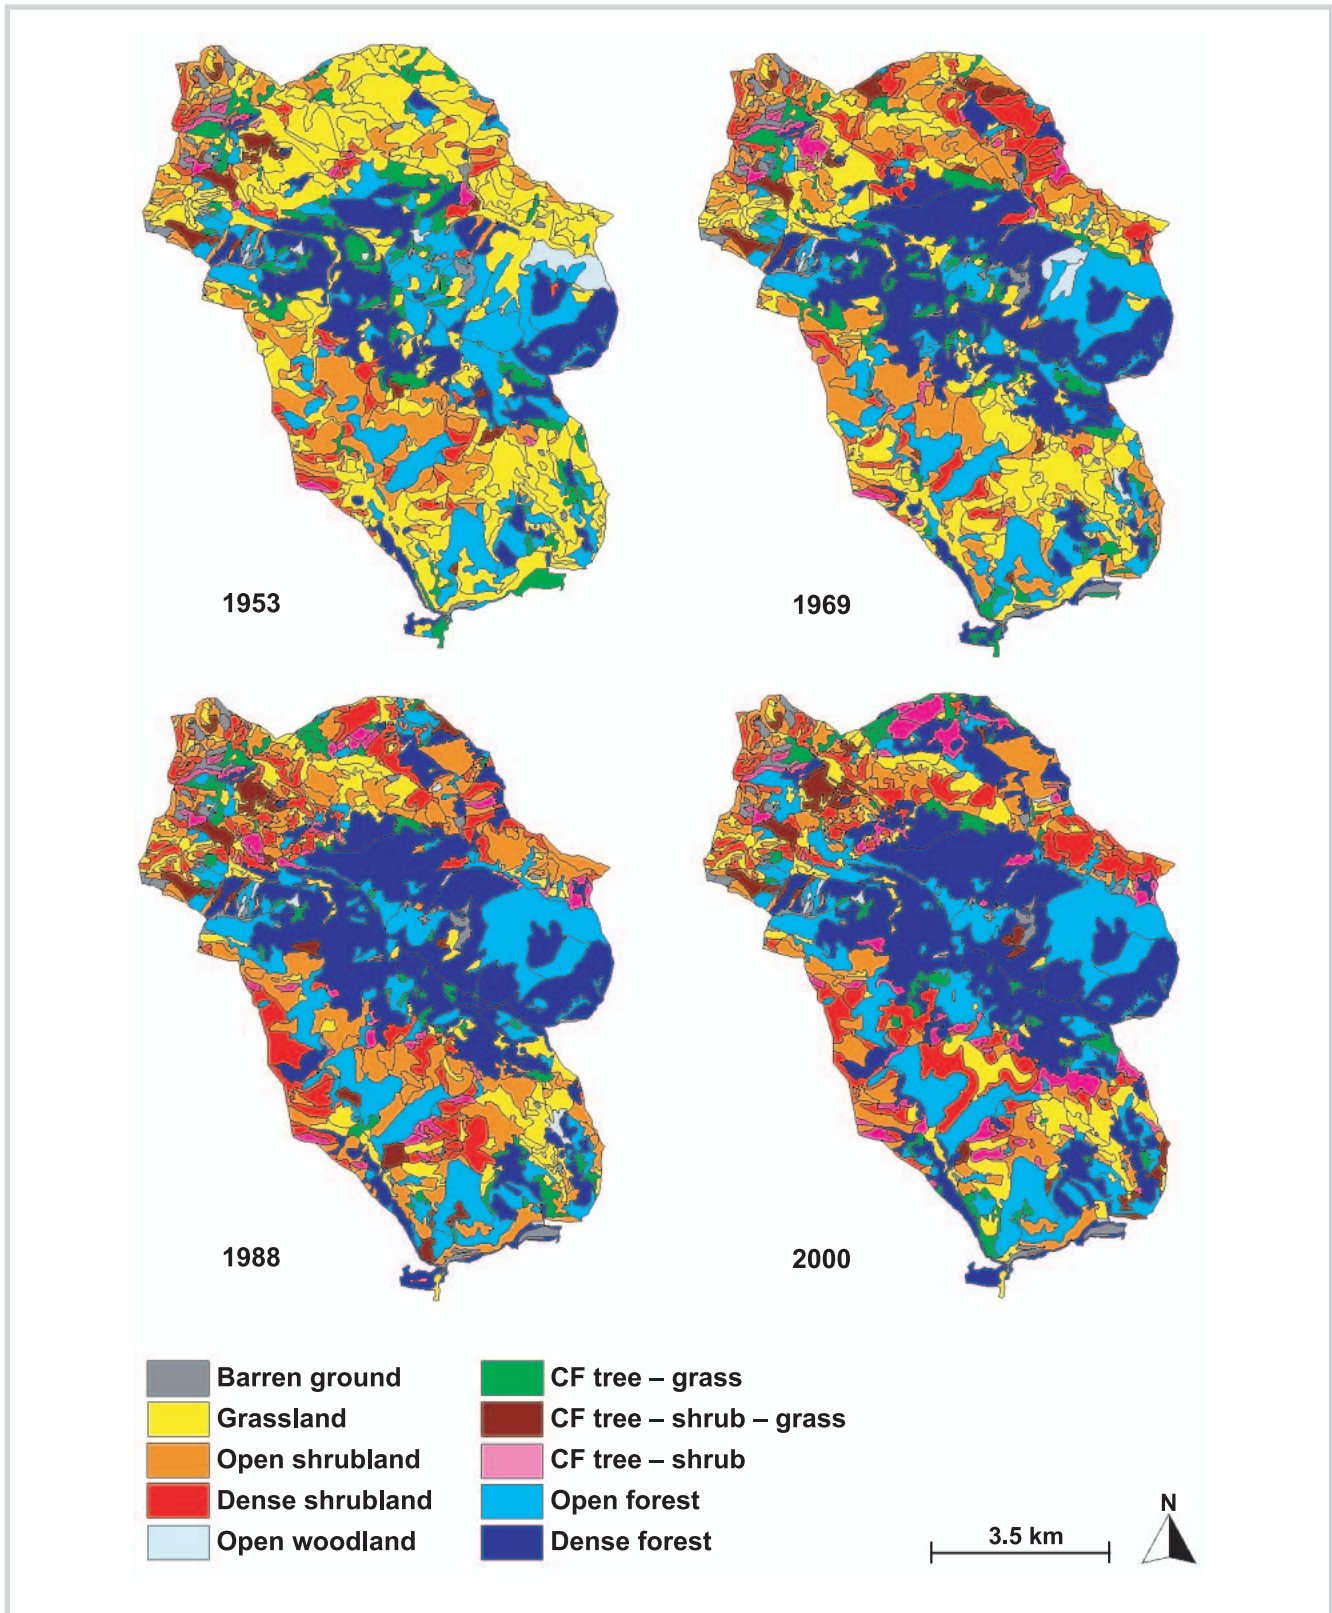 1953
1969
1988
2000
Barren ground
Grassland
Open shrubland
Dense shrubland
Open woodland
CF tree – grass
CF tree – shrub – grass
CF tree – shrub
Open forest
Dense forest
3.5 km
N